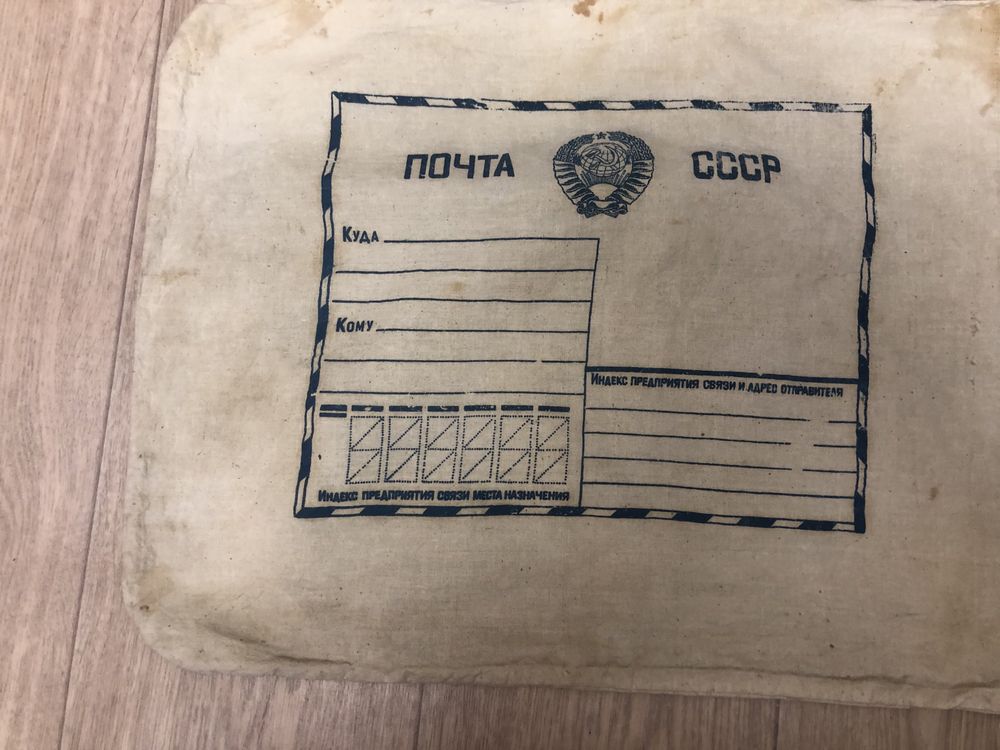 ПОЧТА СССР
Куда
Кому
Индекс предприятия связи и адрес отправителя
Индекс предприятия связи места назначения